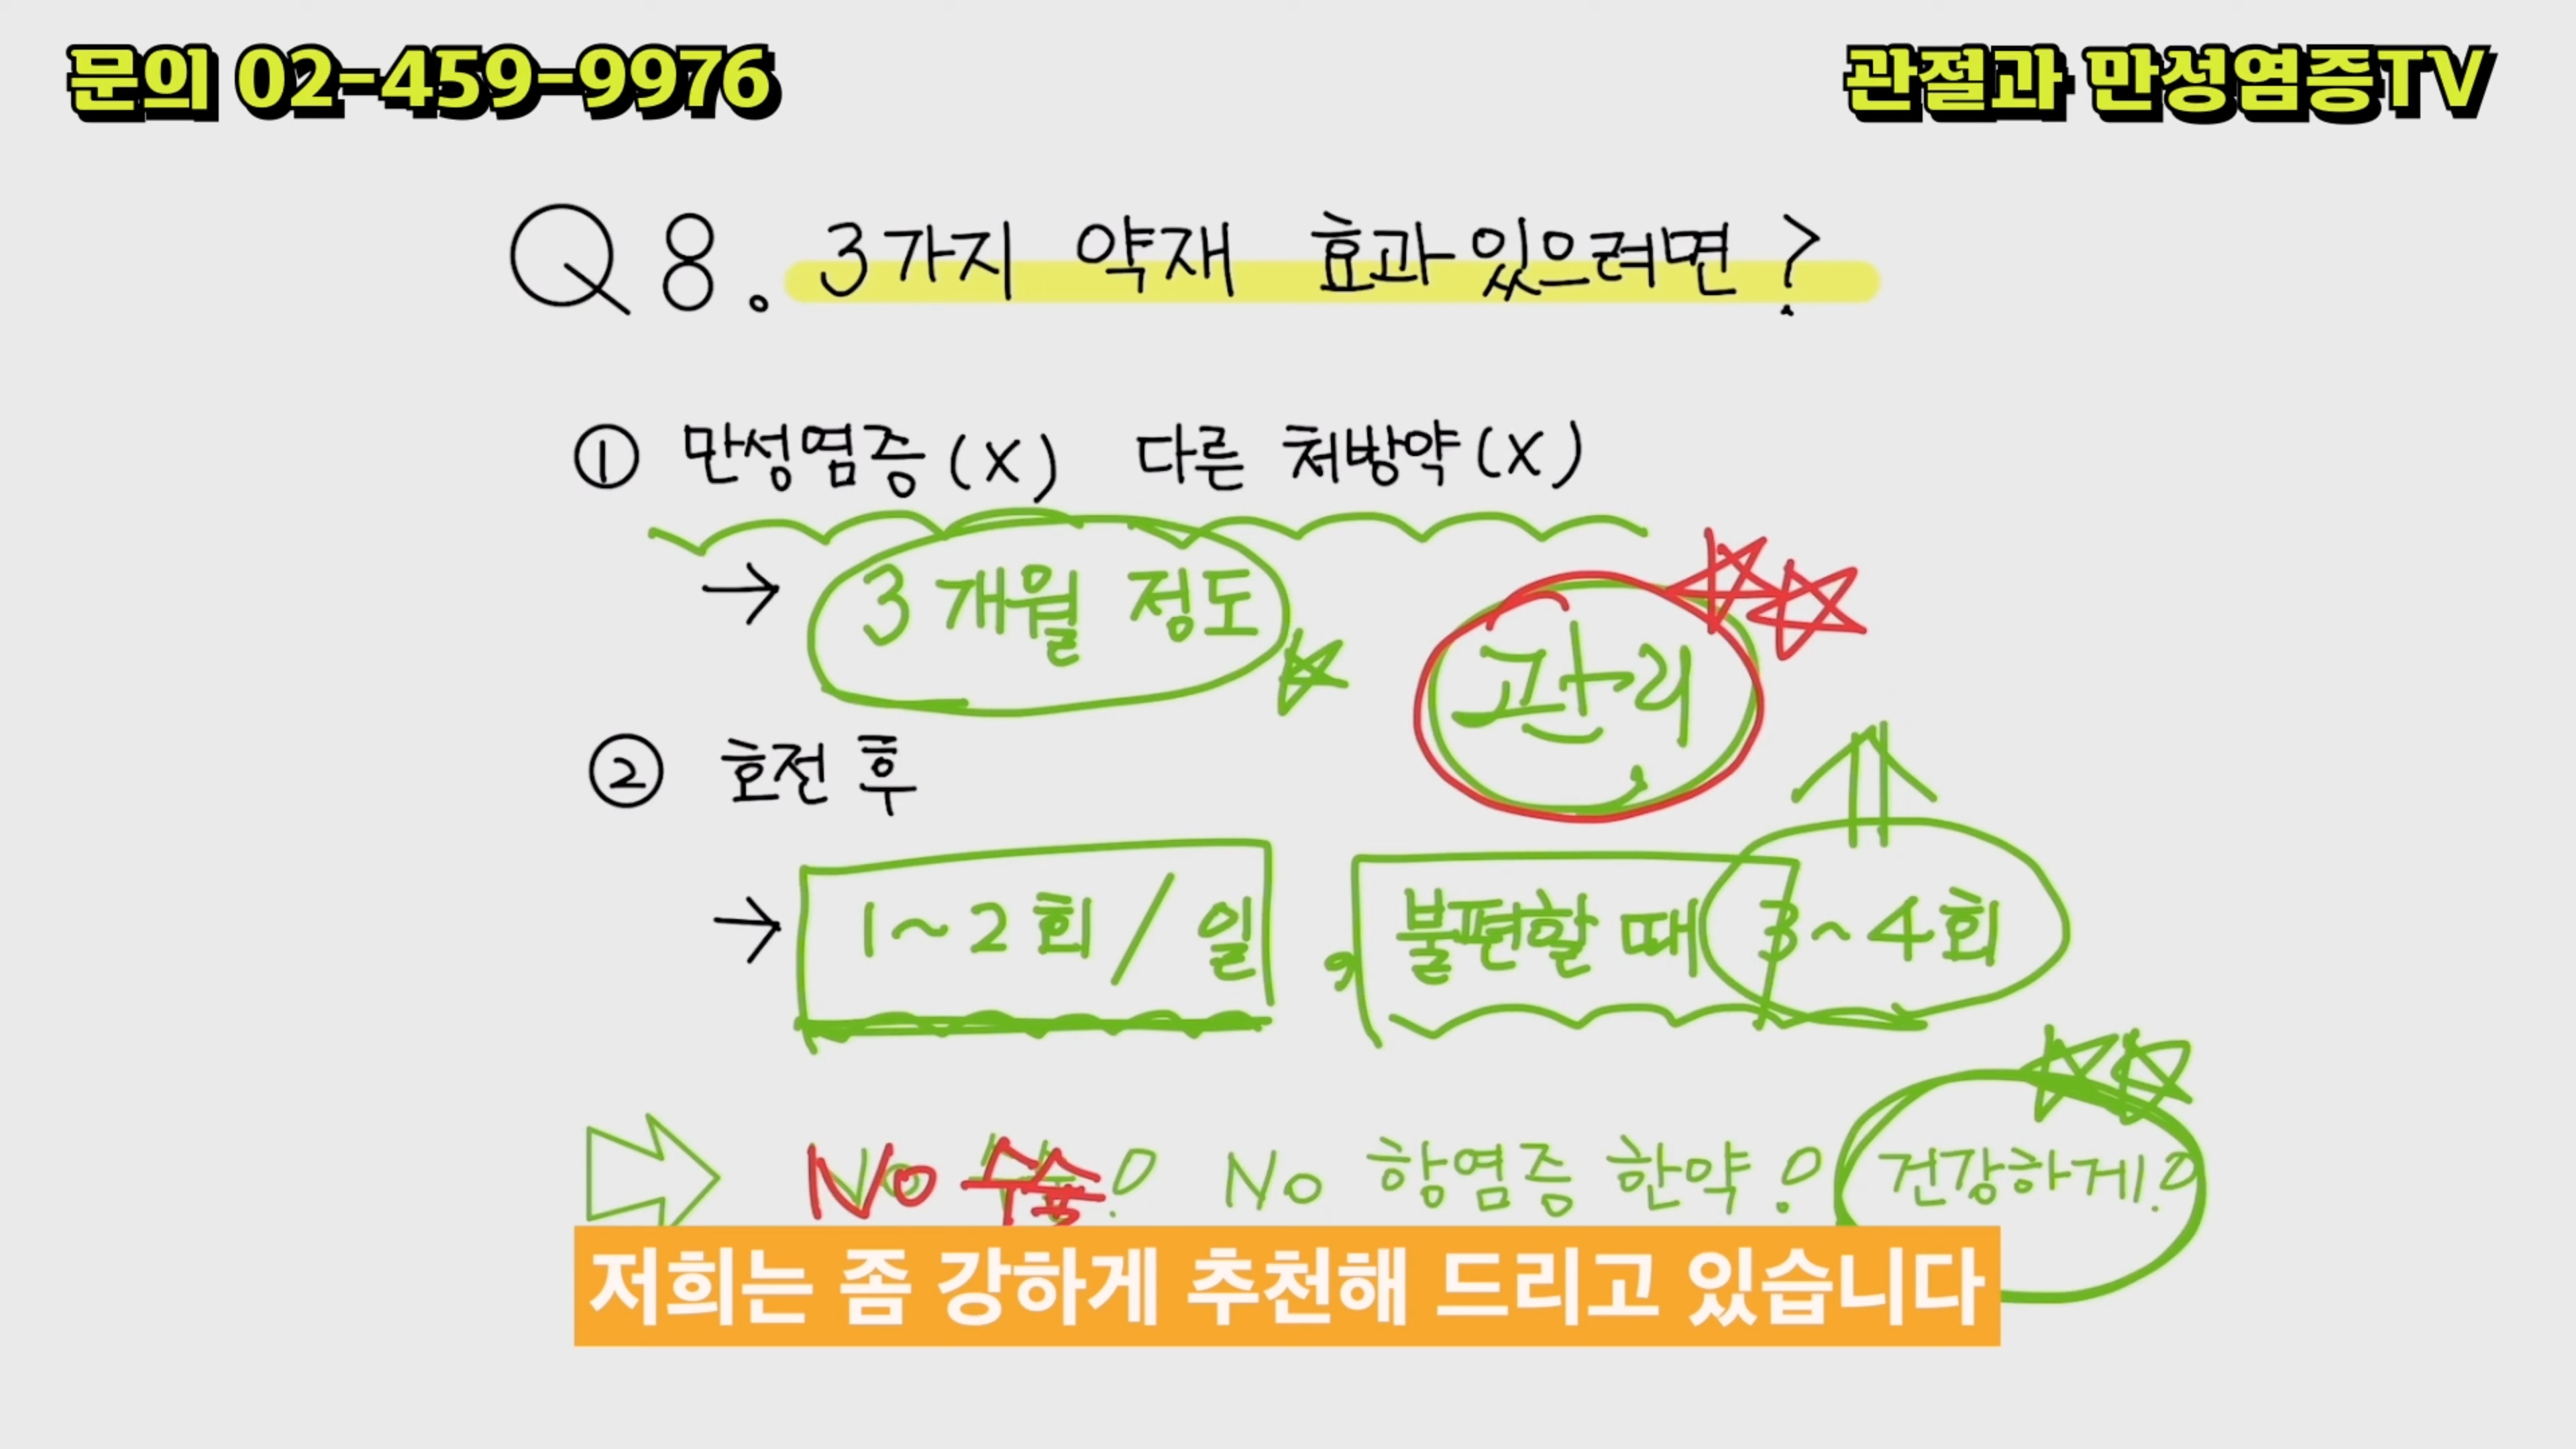 문의 02-459-9976
관절과 만성염증TV
Q8. 3가지 약재 효과있으려면?
① 만성염증(X) 다른 처방약(X)
→ 3개월 정도
관리
② 호전 후
→ 1~2회/일, 불편할 때 3~4회
No 수술! No 항염증 한약! 건강하게!
저희는 좀 강하게 추천해 드리고 있습니다